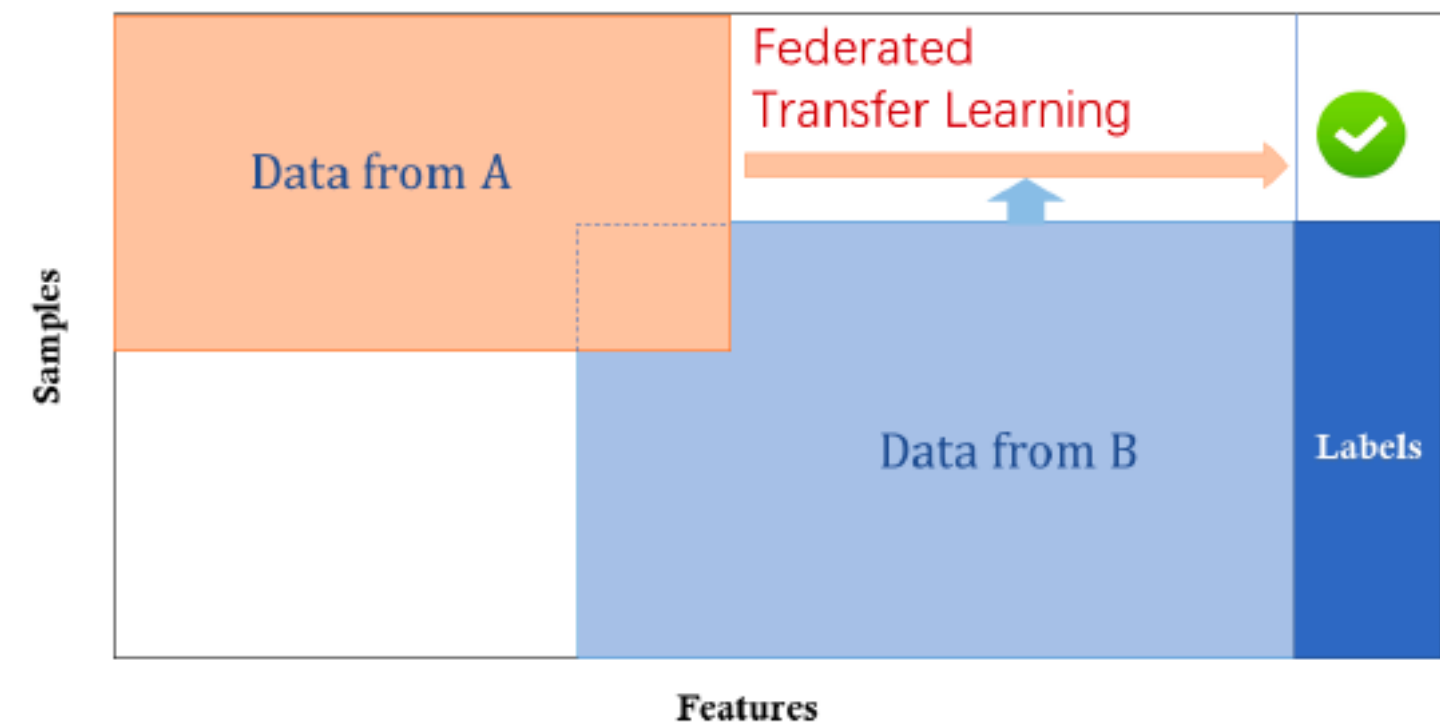 Federated
Transfer Learning
Data from A
Samples
Data from B
Labels
Features